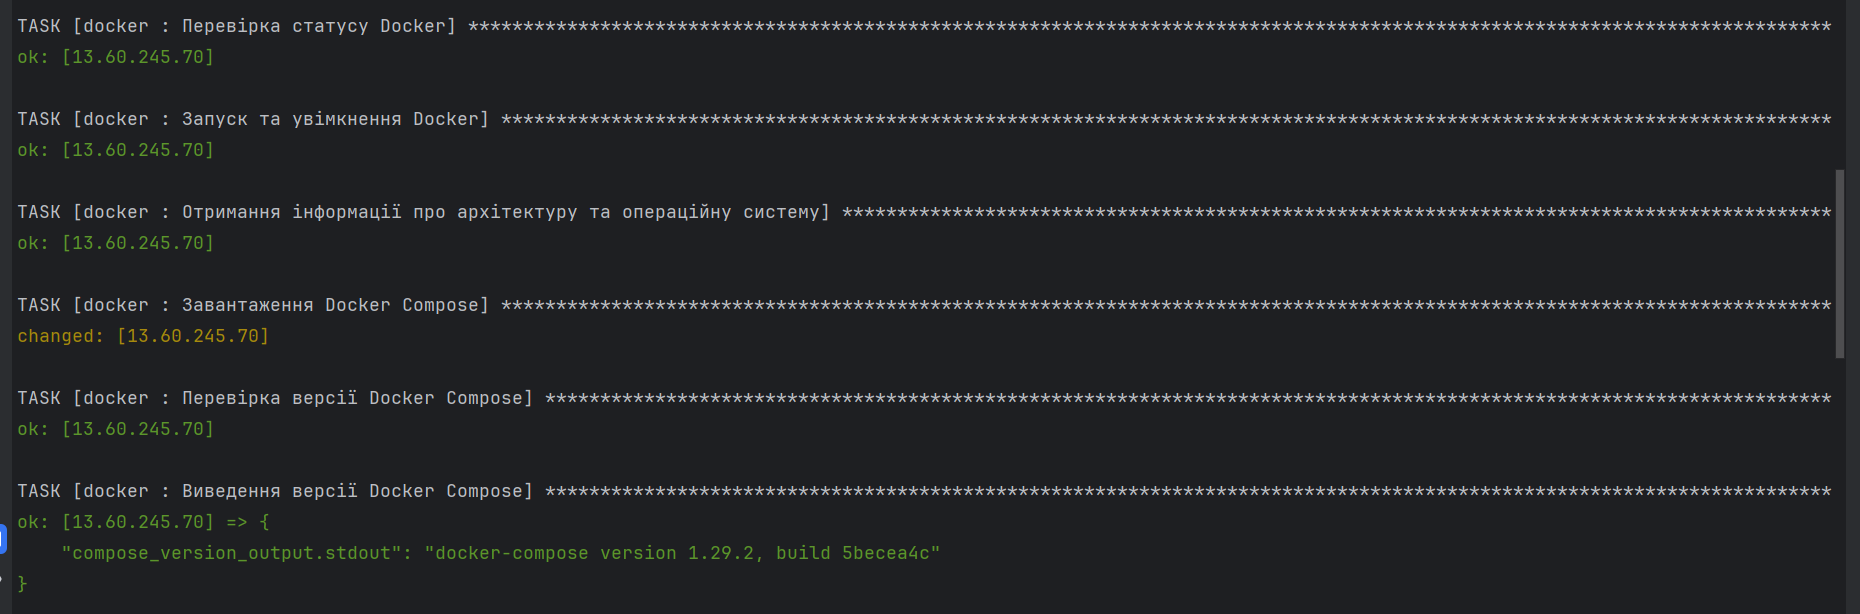 TASK [docker : Перевірка статусу Docker] ****************************************************************************************************************************
ok: [13.60.245.70]
TASK [docker : Запуск та увімкнення Docker] *************************************************************************************************************************
ok: [13.60.245.70]
TASK [docker : Отримання інформації про архітектуру та операційну систему] ******************************************************************************************
ok: [13.60.245.70]
TASK [docker : Завантаження Docker Compose] *************************************************************************************************************************
changed: [13.60.245.70]
TASK [docker : Перевірка версії Docker Compose] *********************************************************************************************************************
ok: [13.60.245.70]
TASK [docker : Виведення версії Docker Compose] *********************************************************************************************************************
ok: [13.60.245.70] => {
    "compose_version_output.stdout": "docker-compose version 1.29.2, build 5becea4c"
}